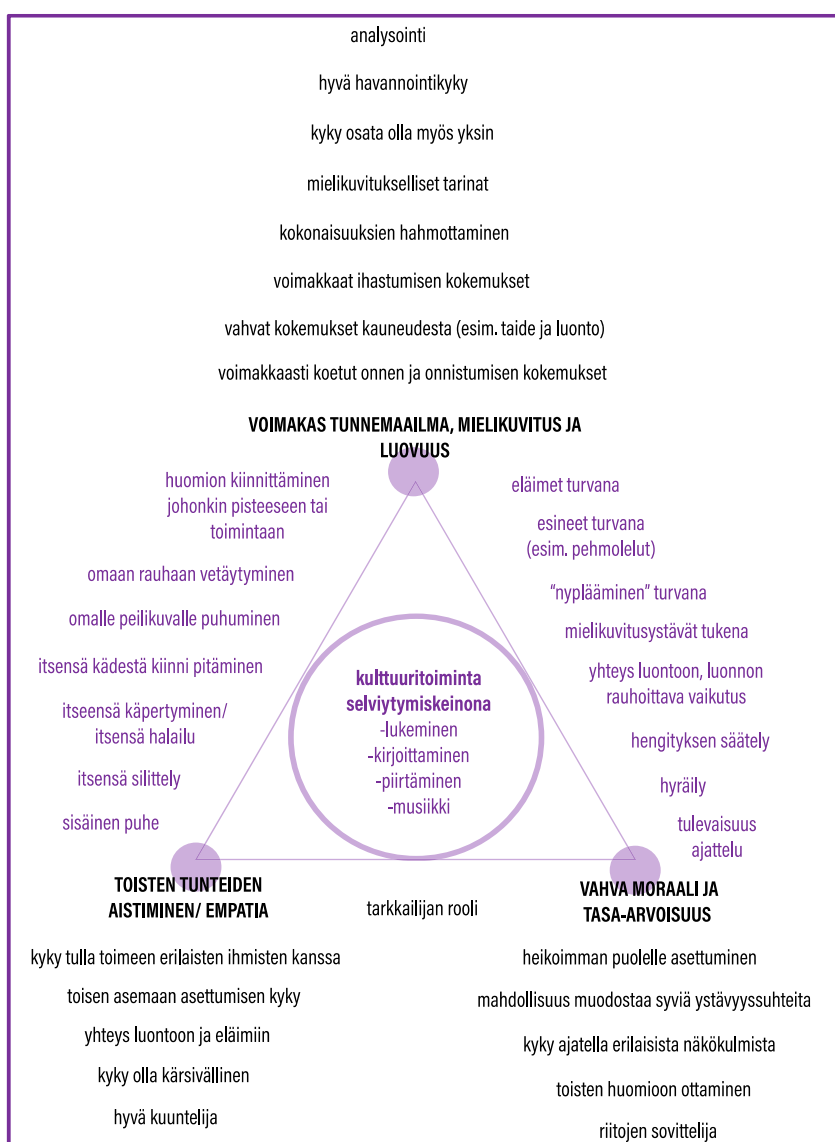 analysointi
hyvä havannointikyky
kyky osata olla myös yksin
mielikuvitukselliset tarinat
kokonaisuuksien hahmottaminen
voimakkaat ihastumisen kokemukset
vahvat kokemukset kauneudesta (esim. taide ja luonto)
voimakkaasti koetut onnen ja onnistumisen kokemukset
VOIMAKAS TUNNEMAAILMA, MIELIKUVITUS JA
LUOVUUS
huomion kiinnittäminen
johonkin pisteeseen tai
toimintaan
omaan rauhaan vetäytyminen
omalle peilikuvalle puhuminen
itsensä kädestä kiinni pitäminen
itseensä käpertyminen/
itsensä halailu
itsensä silittely
sisäinen puhe
eläimet turvana
esineet turvana
(esim. pehmolelut)
"nyplääminen" turvana
mielikuvitusystävät tukena
yhteys luontoon, luonnon
rauhoittava vaikutus
hengityksen säätely
hyräily
tulevaisuus
ajattelu
kulttuuritoiminta
selviytymiskeinona
-lukeminen
-kirjoittaminen
-piirtäminen
-musiikki
TOISTEN TUNTEIDEN
AISTIMINEN/ EMPATIA
kyky tulla toimeen erilaisten ihmisten kanssa
toisen asemaan asettumisen kyky
yhteys luontoon ja eläimiin
kyky olla kärsivällinen
hyvä kuuntelija
tarkkailijan rooli
VAHVA MORAALI JA
TASA-ARVOISUUS
heikoimman puolelle asettuminen
mahdollisuus muodostaa syviä ystävyyssuhteita
kyky ajatella erilaisista näkökulmista
toisten huomioon ottaminen
riitojen sovittelija